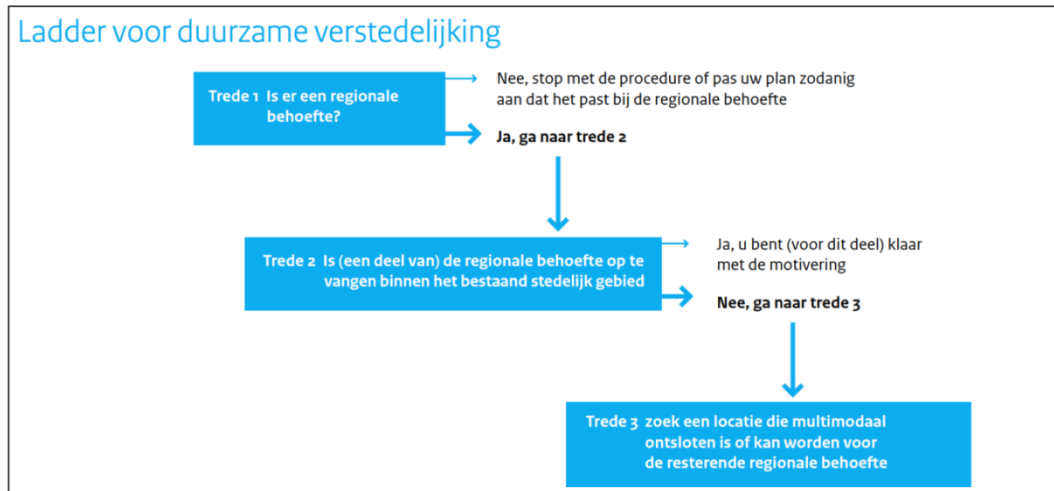 Ladder voor duurzame verstedelijking
Trede 1 Is er een regionale
behoefte?
Nee, stop met de procedure of pas uw plan zodanig
aan dat het past bij de regionale behoefte
Ja, ga naar trede 2
Trede 2 Is (een deel van) de regionale behoefte op te
vangen binnen het bestaand stedelijk gebied
Ja, u bent (voor dit deel) klaar
met de motivering
Nee, ga naar trede 3
Trede 3 zoek een locatie die multimodaal
ontsloten is of kan worden voor
de resterende regionale behoefte